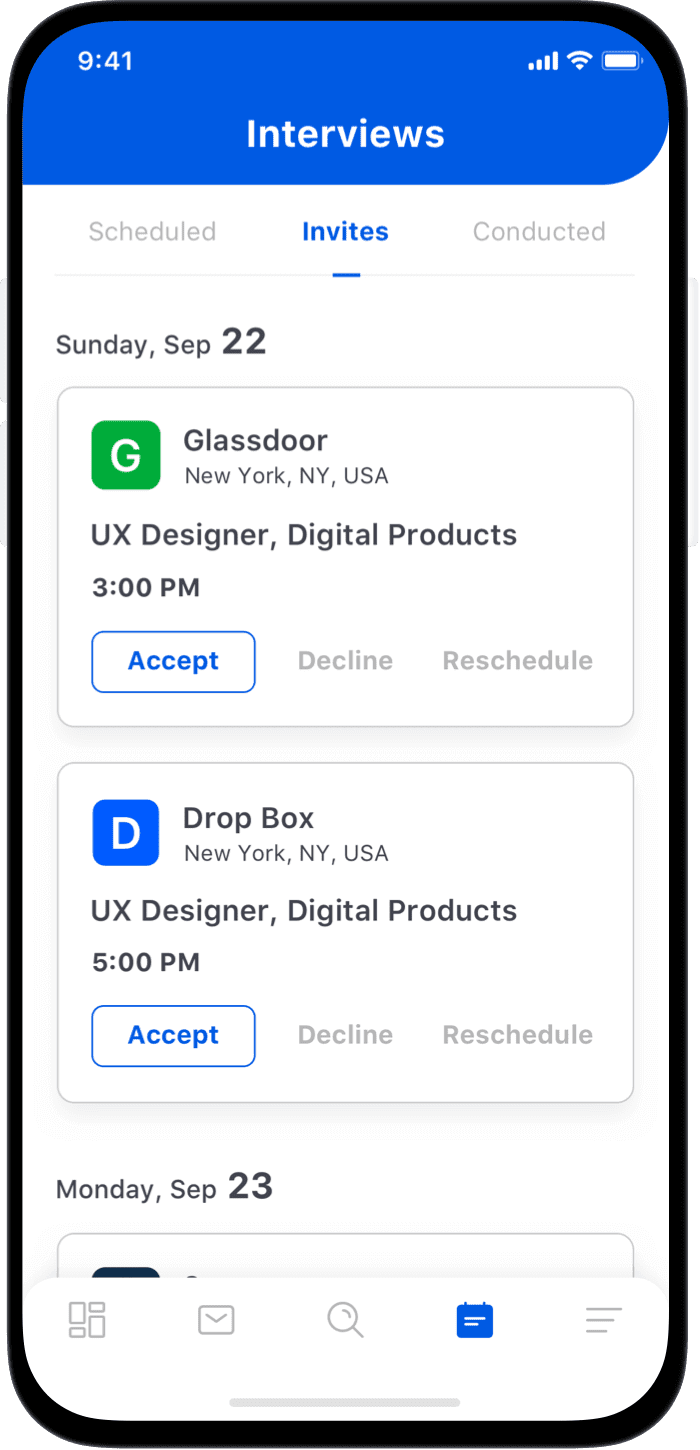 9:41
Interviews
Scheduled Invites Conducted
Sunday, Sep 22
G
Glassdoor
New York, NY, USA
UX Designer, Digital Products
3:00 PM
Accept Decline Reschedule
D
Drop Box
New York, NY, USA
UX Designer, Digital Products
5:00 PM
Accept Decline Reschedule
Monday, Sep 23